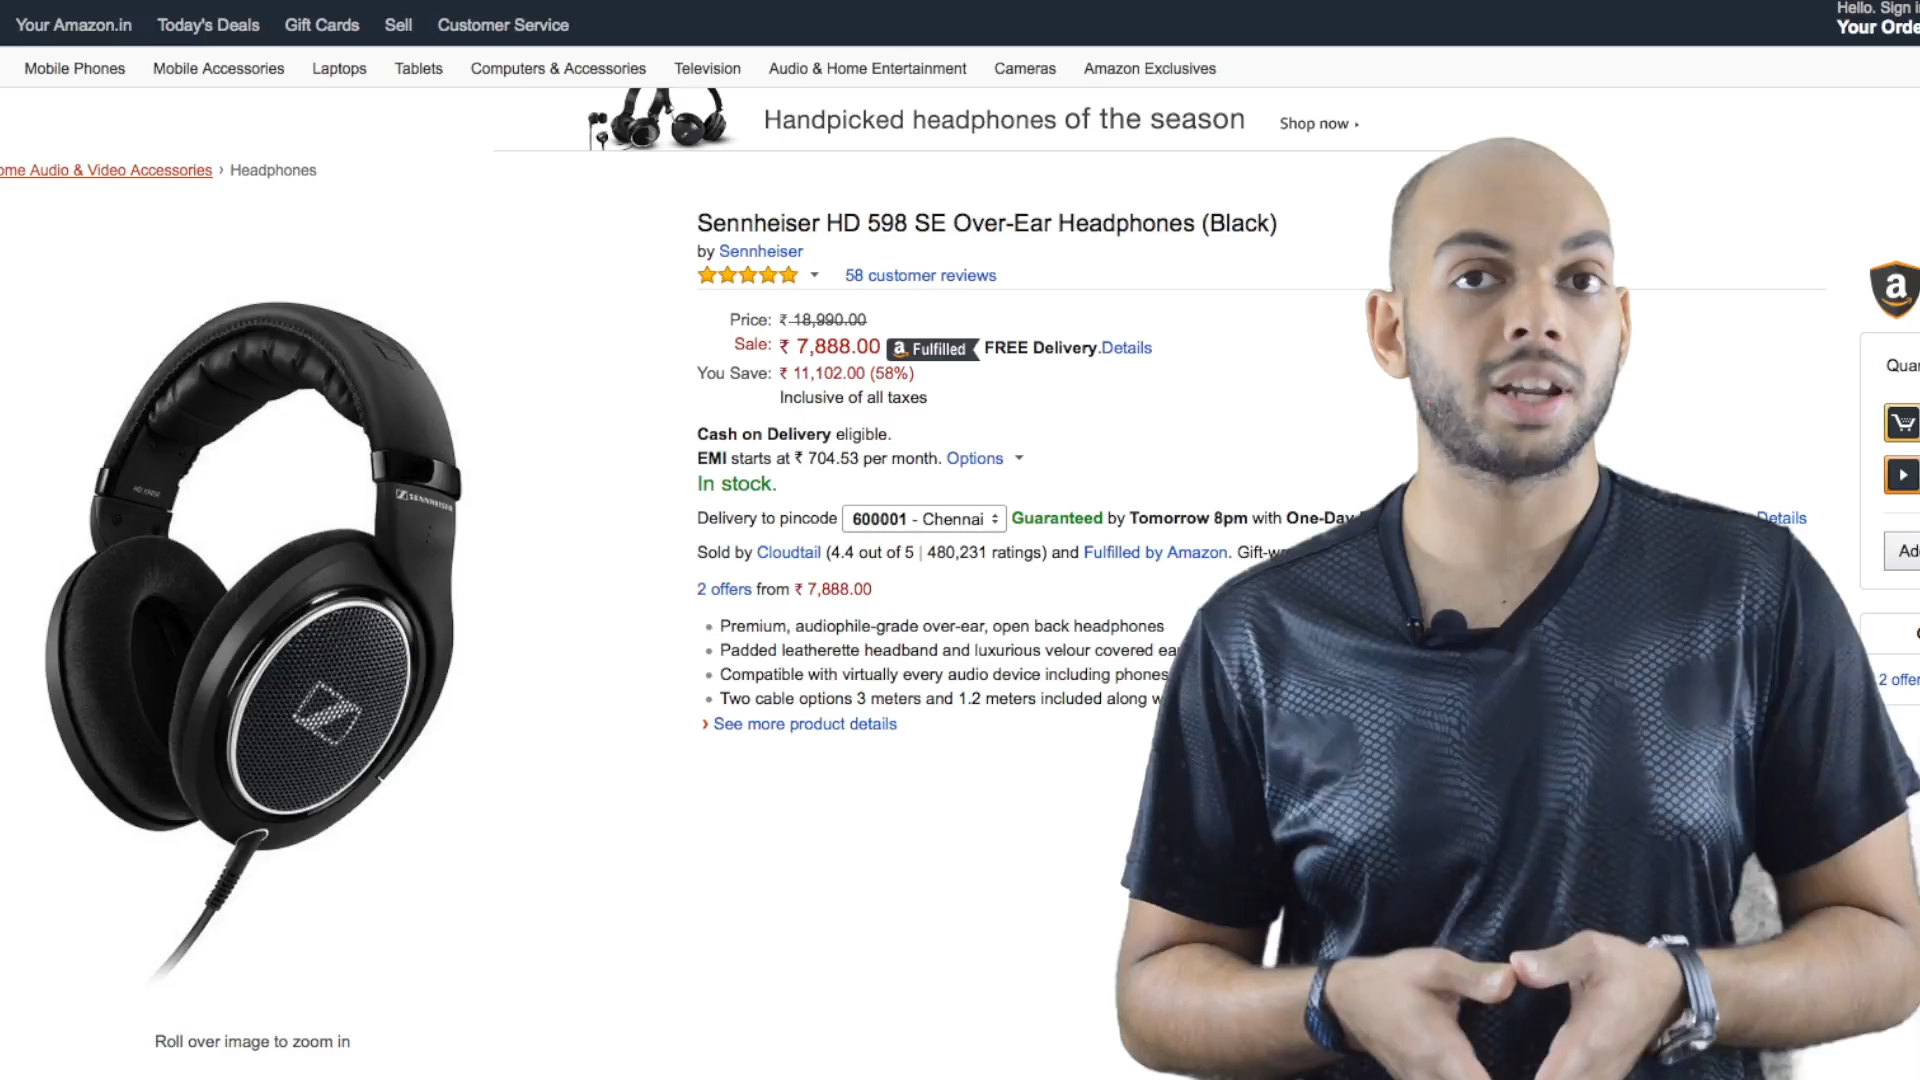 Your Amazon.in Today's Deals Gift Cards Sell Customer Service
Hello. Sign i
Your Orde
Mobile Phones Mobile Accessories Laptops Tablets Computers & Accessories Television Audio & Home Entertainment Cameras Amazon Exclusives
Handpicked headphones of the season Shop now ›
ome Audio & Video Accessories › Headphones
Sennheiser HD 598 SE Over-Ear Headphones (Black)
by Sennheiser
58 customer reviews
Price: ₹ 18,990.00
Sale: ₹ 7,888.00 a Fulfilled FREE Delivery.Details
You Save: ₹ 11,102.00 (58%)
Inclusive of all taxes
Quan
Cash on Delivery eligible.
EMI starts at ₹ 704.53 per month. Options
In stock.
Delivery to pincode 600001 - Chennai Guaranteed by Tomorrow 8pm with One-Day Details
Sold by Cloudtail (4.4 out of 5 | 480,231 ratings) and Fulfilled by Amazon. Gift-w
Add
2 offers from ₹ 7,888.00
• Premium, audiophile-grade over-ear, open back headphones
• Padded leatherette headband and luxurious velour covered ea
• Compatible with virtually every audio device including phones
• Two cable options 3 meters and 1.2 meters included along w
2 offer
› See more product details
SENNHEISER
Roll over image to zoom in